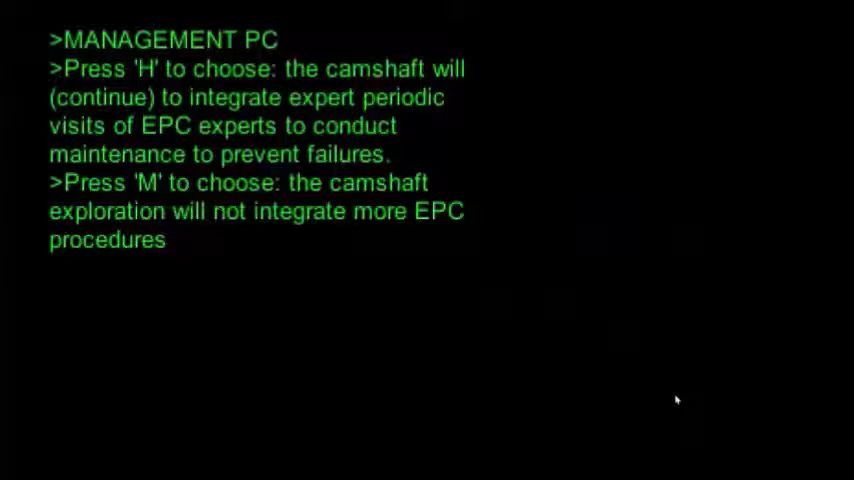 >MANAGEMENT PC
>Press 'H' to choose: the camshaft will
(continue) to integrate expert periodic
visits of EPC experts to conduct
maintenance to prevent failures.
>Press 'M' to choose: the camshaft
exploration will not integrate more EPC
procedures